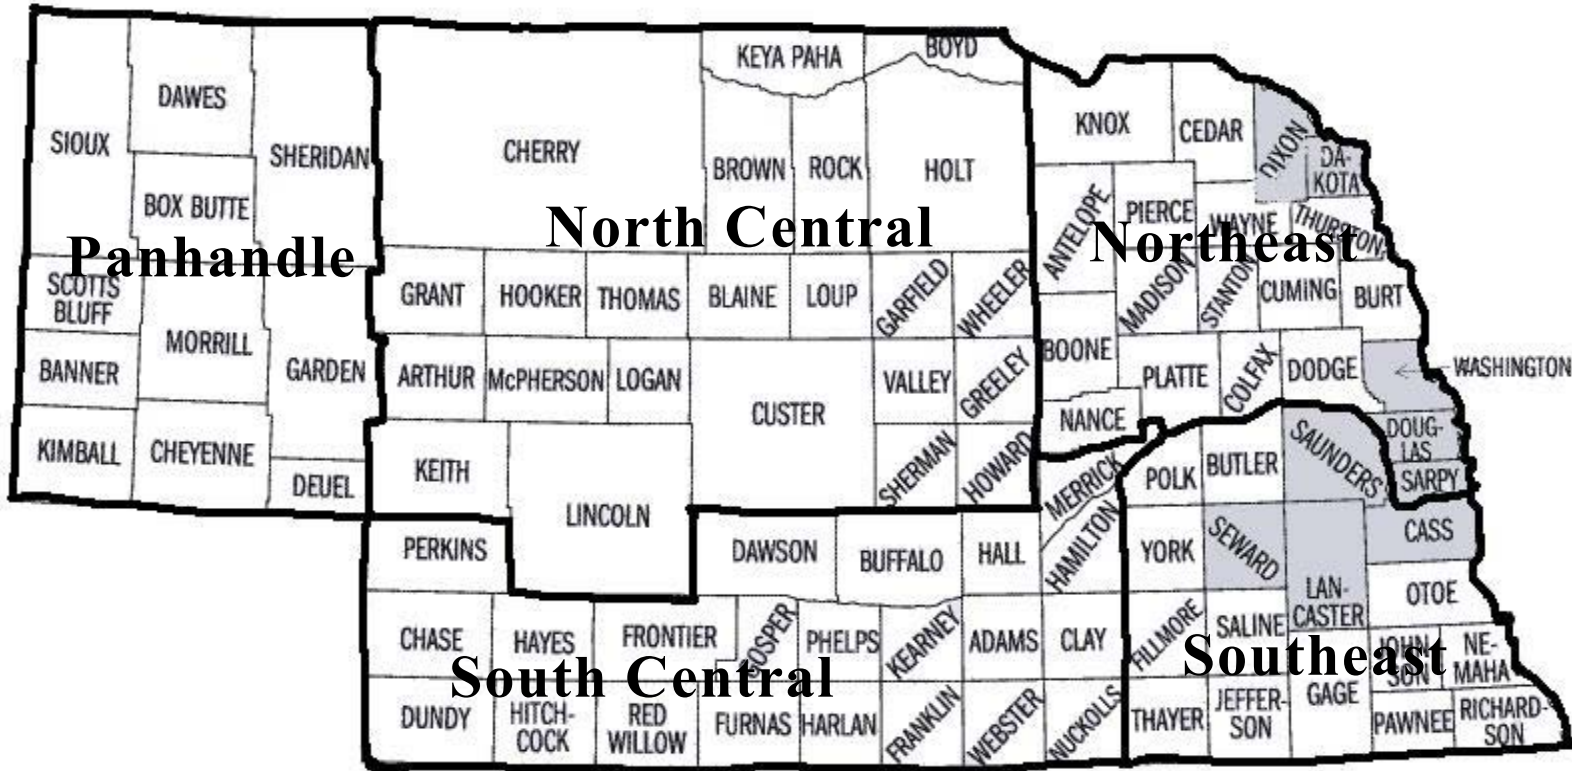 KEYA PAHA
BOYD
DAWES
SIOUX
SHERIDAN
CHERRY
BROWN
ROCK
HOLT
KNOX
CEDAR
DIXON
DA-
KOTA
BOX BUTTE
ANTELOPE
PIERCE
WAYNE
THURSTON
Panhandle
North Central
Northeast
SCOTTS
BLUFF
MORRILL
GARDEN
GRANT
HOOKER
THOMAS
BLAINE
LOUP
GARFIELD
WHEELER
MADISON
STANTON
CUMING
BURT
BANNER
ARTHUR
McPHERSON
LOGAN
CUSTER
VALLEY
GREELEY
BOONE
PLATTE
COLFAX
DODGE
WASHINGTON
KIMBALL
CHEYENNE
DEUEL
KEITH
LINCOLN
SHERMAN
HOWARD
NANCE
MERRICK
POLK
BUTLER
SAUNDERS
DOUG-
LAS
SARPY
PERKINS
DAWSON
BUFFALO
HALL
HAMILTON
YORK
SEWARD
LAN-
CASTER
CASS
OTOE
CHASE
HAYES
FRONTIER
GOSPER
PHELPS
KEARNEY
ADAMS
CLAY
FILLMORE
SALINE
JOHN-
SON
NE-
MAHA
South Central
Southeast
DUNDY
HITCH-
COCK
RED
WILLOW
FURNAS
HARLAN
FRANKLIN
WEBSTER
NUCKOLLS
THAYER
JEFFER-
SON
GAGE
PAWNEE
RICHARD-
SON